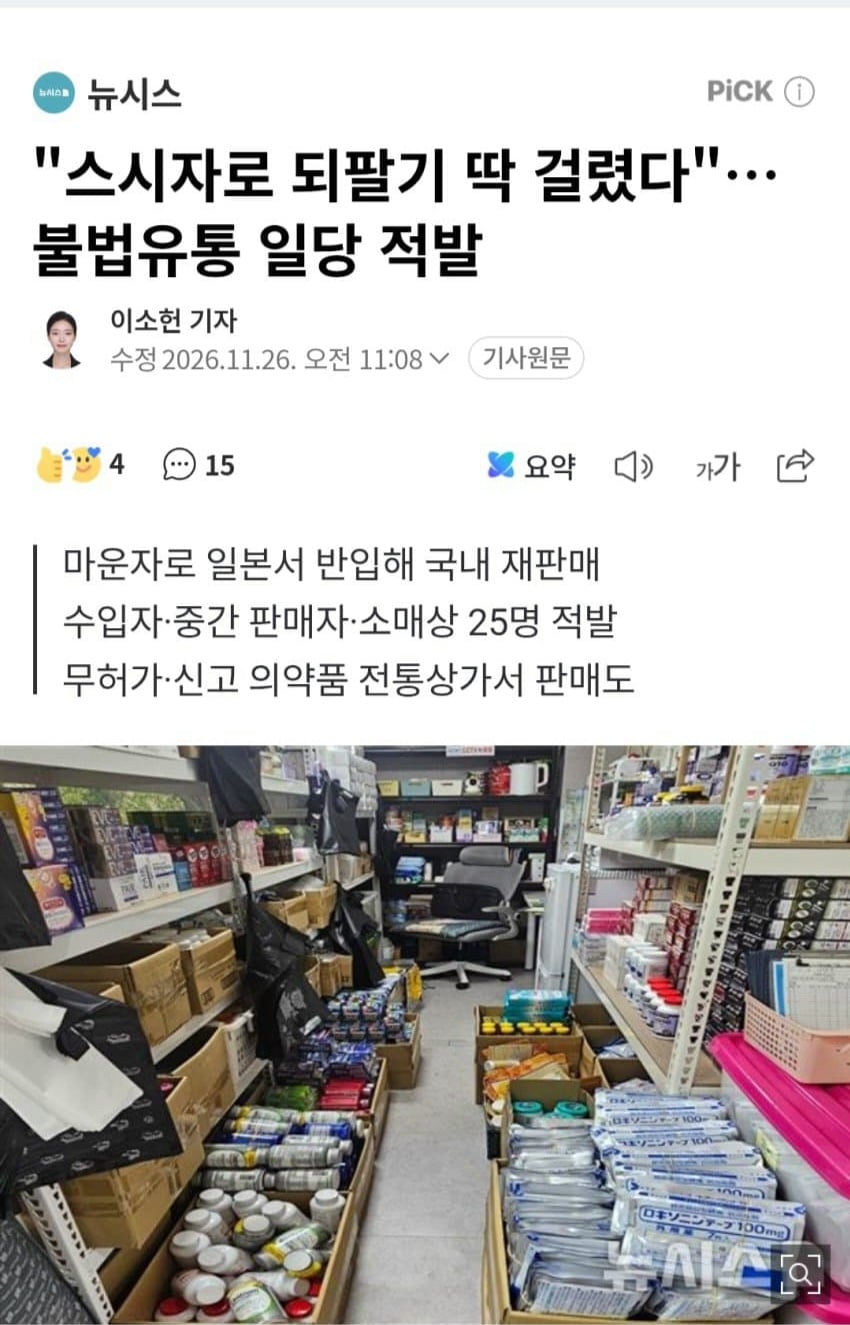 뉴시스
PiCK
"스시자로 되팔기 딱 걸렸다"…
불법유통 일당 적발
이소헌 기자
수정 2026.11.26. 오전 11:08
기사원문
4
15
요약
가가
마운자로 일본서 반입해 국내 재판매
수입자·중간 판매자·소매상 25명 적발
무허가·신고 의약품 전통상가서 판매도
ロキソニンテープ100mg
뉴시스